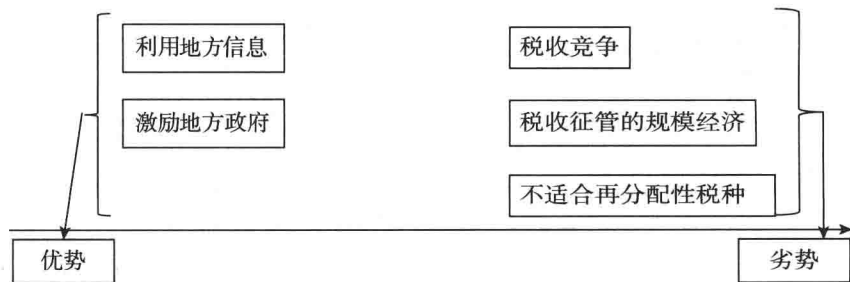 利用地方信息
税收竞争
激励地方政府
税收征管的规模经济
不适合再分配性税种
优势
劣势